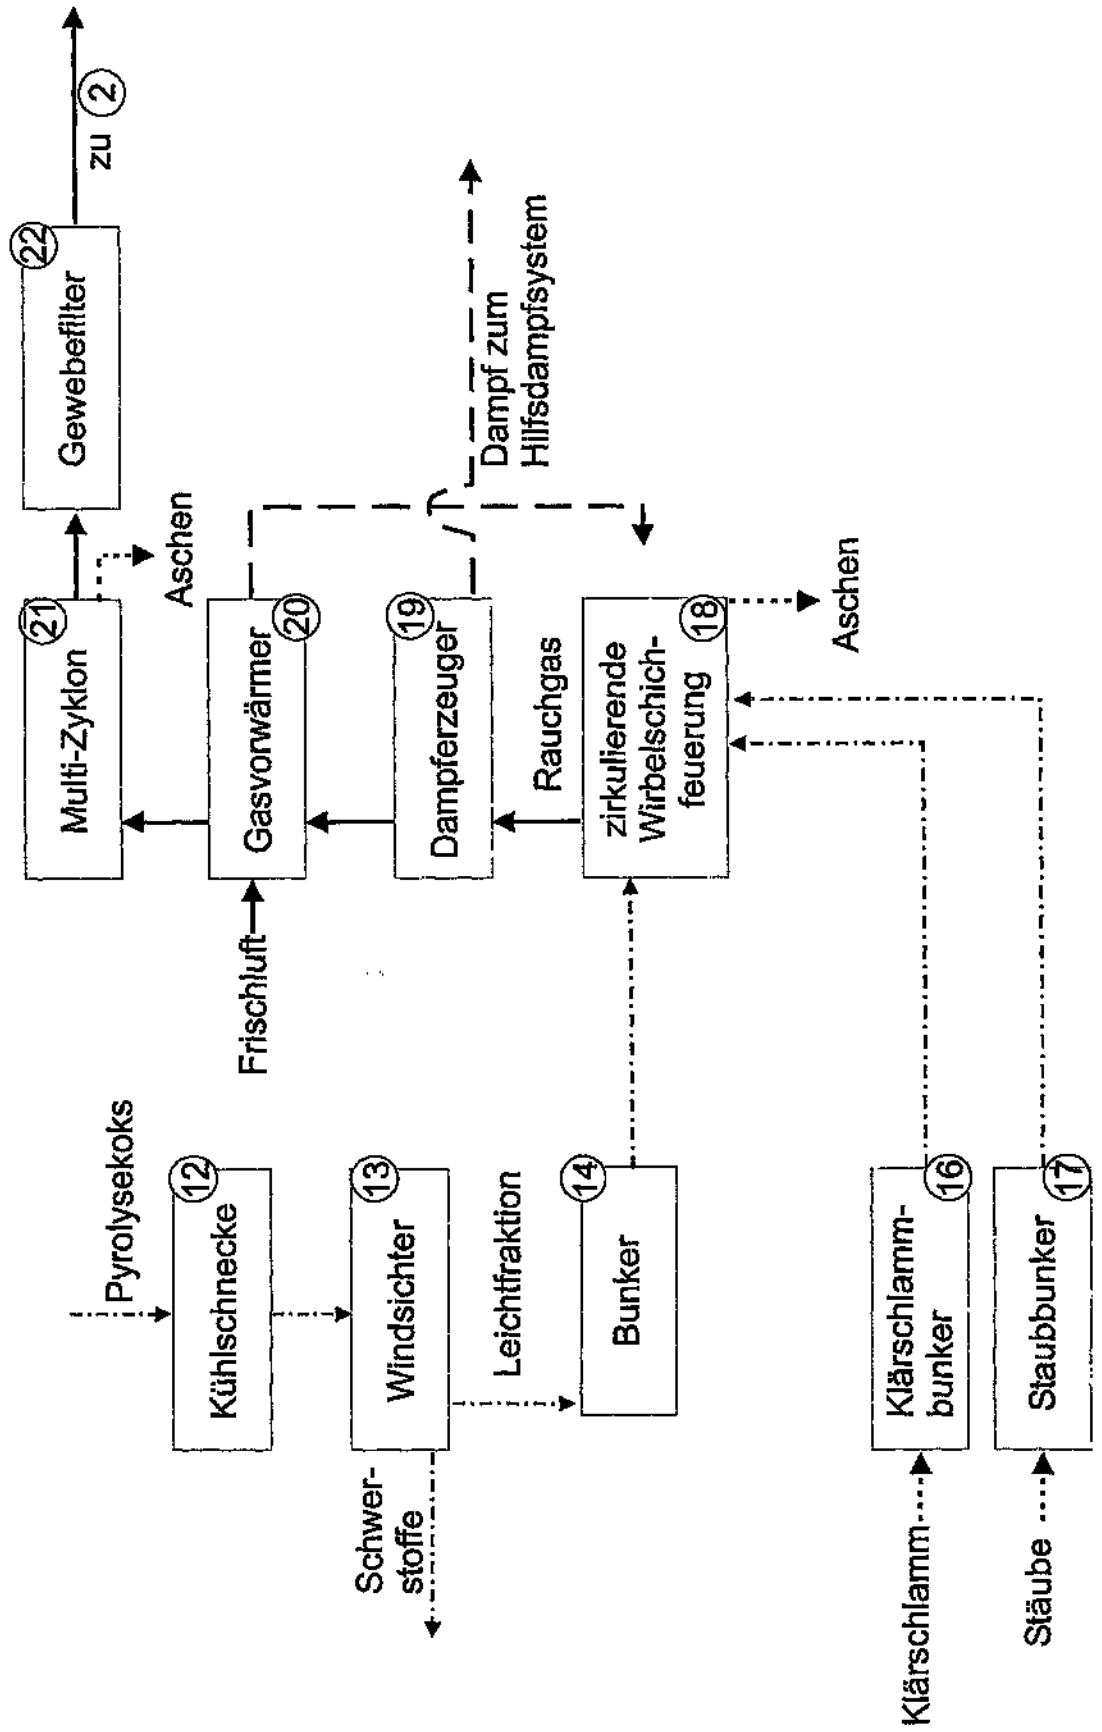 Pyrolysekoks
Kühlschnecke
12
Windsichter
13
Schwer-
stoffe
Leichtfraktion
Bunker
14
Klärschlamm
Klärschlamm-
bunker
16
Stäube
Staubbunker
17
Frischluft
Multi-Zyklon
21
Aschen
Gewebefilter
22
zu 2
Gasvorwärmer
20
Dampferzeuger
19
Dampf zum
Hilfsdampfsystem
Rauchgas
zirkulierende
Wirbelschich-
feuerung
18
Aschen